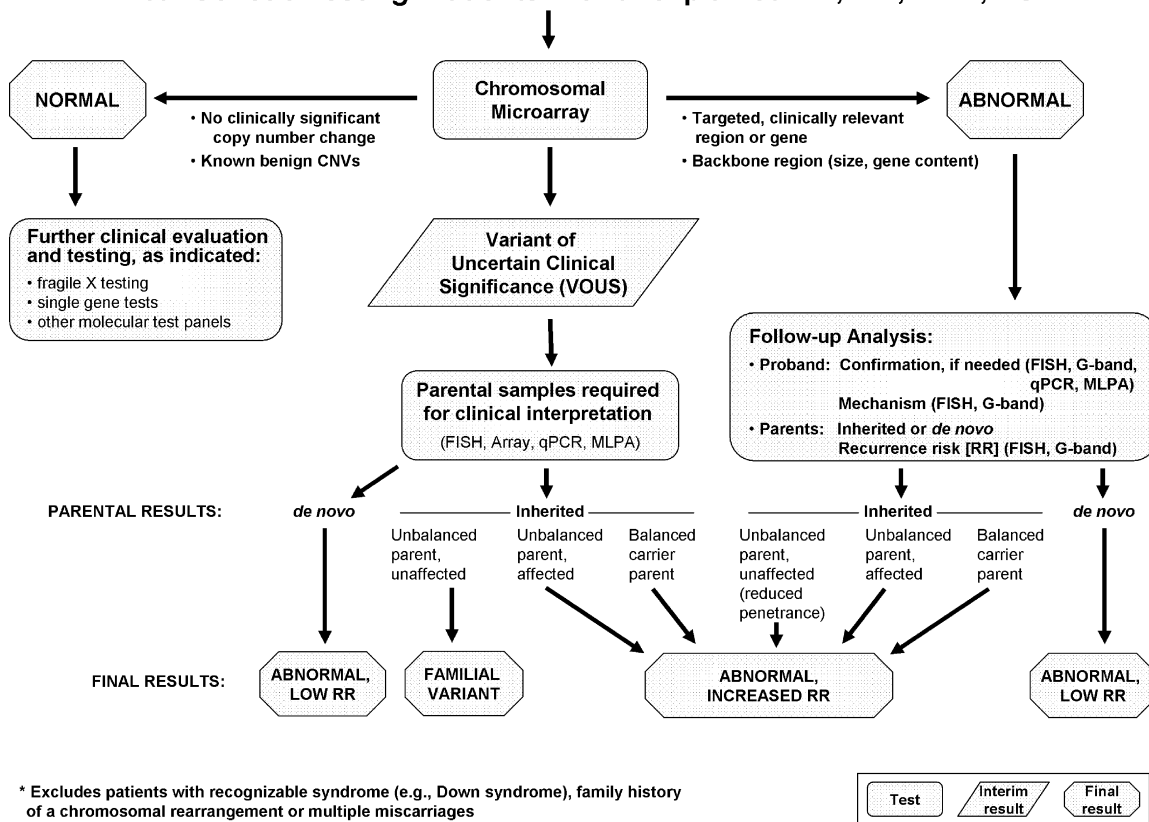 Chromosomal
Microarray
NORMAL
ABNORMAL
• No clinically significant
copy number change
• Known benign CNVs
• Targeted, clinically relevant
region or gene
• Backbone region (size, gene content)
Further clinical evaluation
and testing, as indicated:
• fragile X testing
• single gene tests
• other molecular test panels
Variant of
Uncertain Clinical
Significance (VOUS)
Parental samples required
for clinical interpretation
(FISH, Array, qPCR, MLPA)
Follow-up Analysis:
• Proband: Confirmation, if needed (FISH, G-band,
qPCR, MLPA)
Mechanism (FISH, G-band)
• Parents: Inherited or de novo
Recurrence risk [RR] (FISH, G-band)
PARENTAL RESULTS: de novo Inherited Inherited de novo
Unbalanced
parent,
unaffected
Unbalanced
parent,
affected
Balanced
carrier
parent
Unbalanced
parent,
unaffected
(reduced
penetrance)
Unbalanced
parent,
affected
Balanced
carrier
parent
FINAL RESULTS:
ABNORMAL,
LOW RR
FAMILIAL
VARIANT
ABNORMAL,
INCREASED RR
ABNORMAL,
LOW RR
* Excludes patients with recognizable syndrome (e.g., Down syndrome), family history
of a chromosomal rearrangement or multiple miscarriages
Test
Interim
result
Final
result